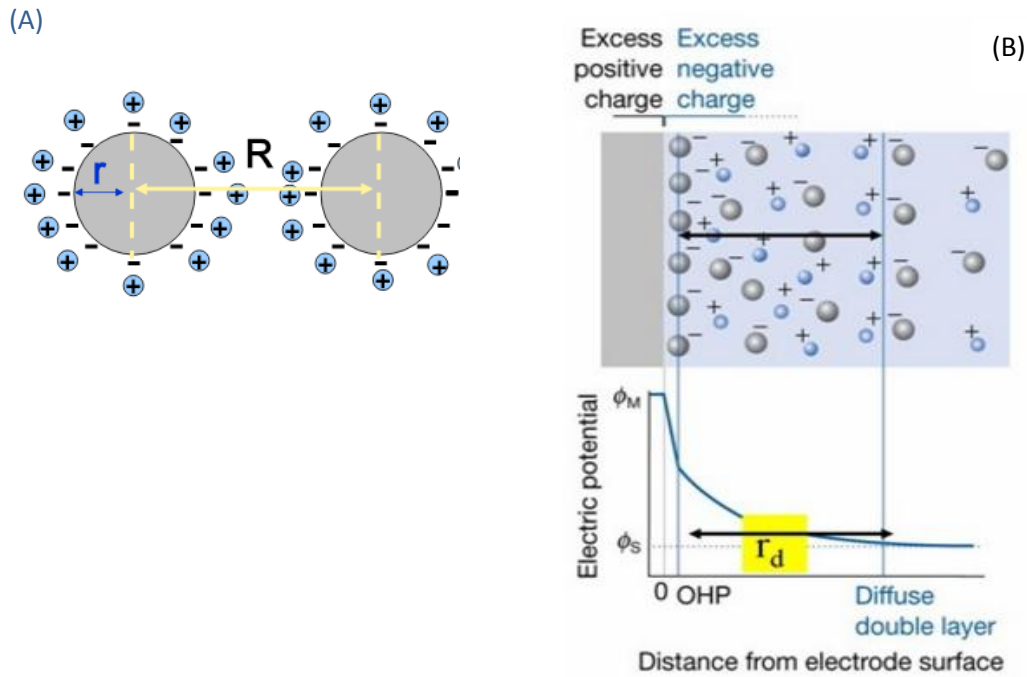 (A)
r
R
(B)
Excess Excess
positive negative
charge charge
ϕM
ϕS
Electric potential
rd
0 OHP
Diffuse
double layer
Distance from electrode surface